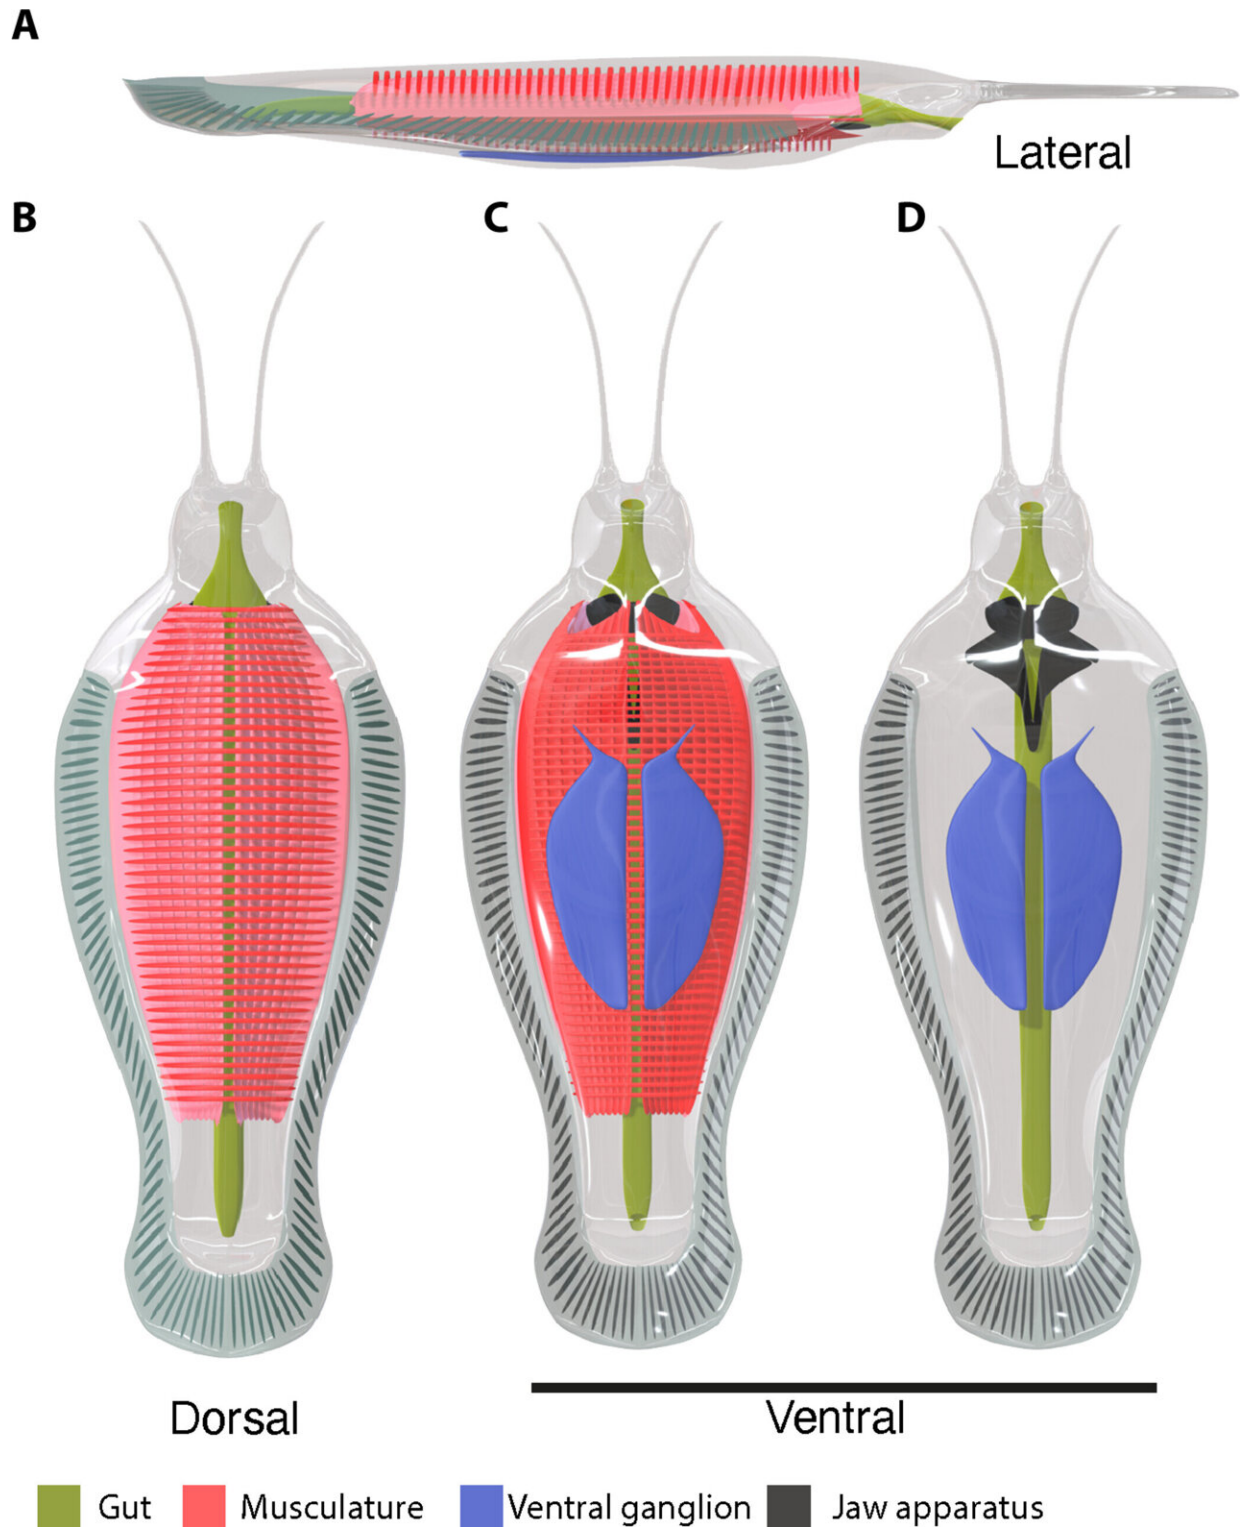 A
Lateral
B
C
D
Dorsal
Ventral
Gut
Musculature
Ventral ganglion
Jaw apparatus